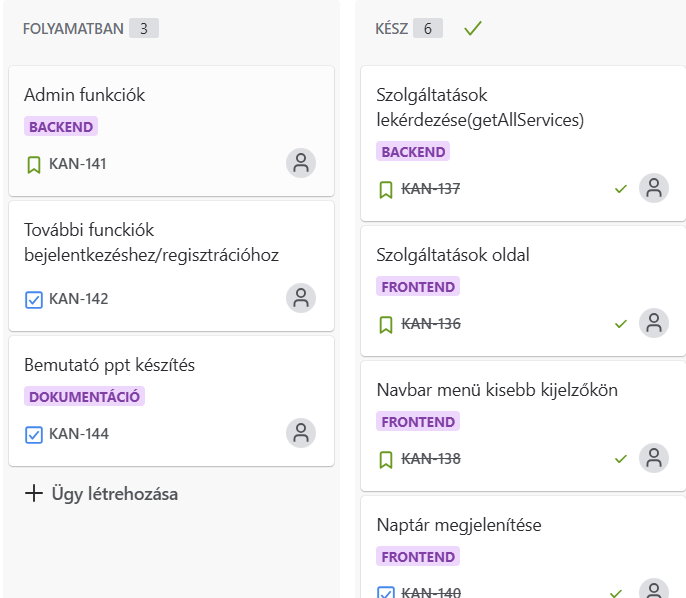 FOLYAMATBAN 3
Admin funkciók
BACKEND
KAN-141
További funckiók
bejelentkezéshez/regisztrációhoz
KAN-142
Bemutató ppt készítés
DOKUMENTÁCIÓ
KAN-144
Ügy létrehozása
KÉSZ 6
Szolgáltatások
lekérdezése(getAllServices)
BACKEND
KAN-137
Szolgáltatások oldal
FRONTEND
KAN-136
Navbar menü kisebb kijelzőkön
FRONTEND
KAN-138
Naptár megjelenítése
FRONTEND
KAN-140